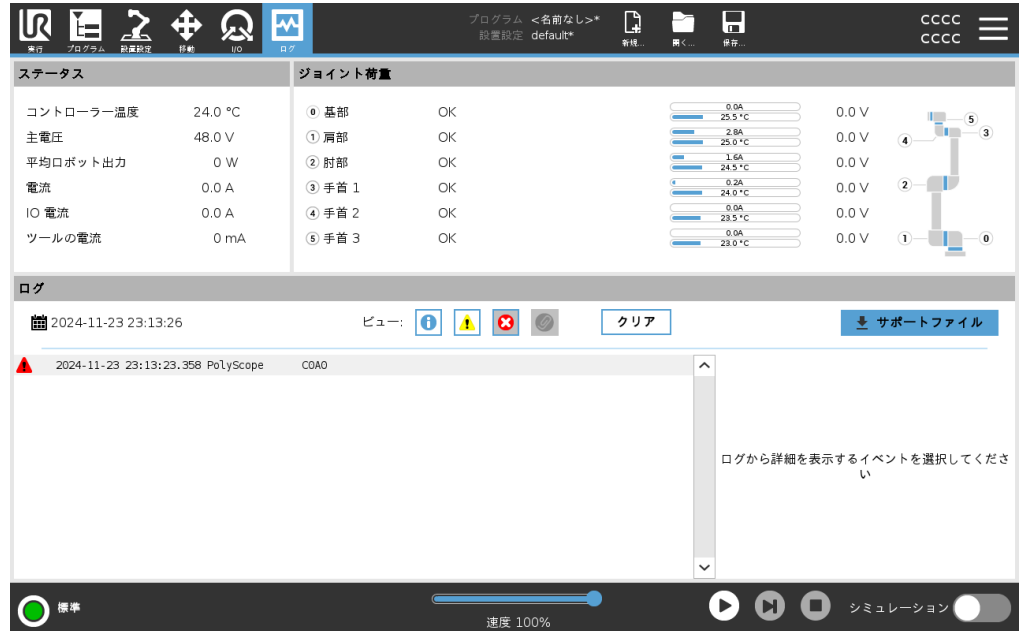 実行 プログラム 設置設定 移動 I/O ログ
プログラム <名前なし>*
設置設定 default*
新規... 開く... 保存...
CCCC
CCCC
ステータス
コントローラー温度 24.0 °C
主電圧 48.0 V
平均ロボット出力 0 W
電流 0.0 A
IO 電流 0.0 A
ツールの電流 0 mA
ジョイント荷重
0 基部 OK 0.0A 25.5 °C 0.0 V
1 肩部 OK 2.8A 25.0 °C 0.0 V
2 肘部 OK 1.6A 24.5 °C 0.0 V
3 手首 1 OK 0.2A 24.0 °C 0.0 V
4 手首 2 OK 0.0A 23.5 °C 0.0 V
5 手首 3 OK 0.0A 23.0 °C 0.0 V
5
3
4
2
1 0
ログ
2024-11-23 23:13:26 ビュー: クリア サポートファイル
2024-11-23 23:13:23.358 PolyScope C0A0
ログから詳細を表示するイベントを選択してくださ
い
標準
速度 100%
シミュレーション